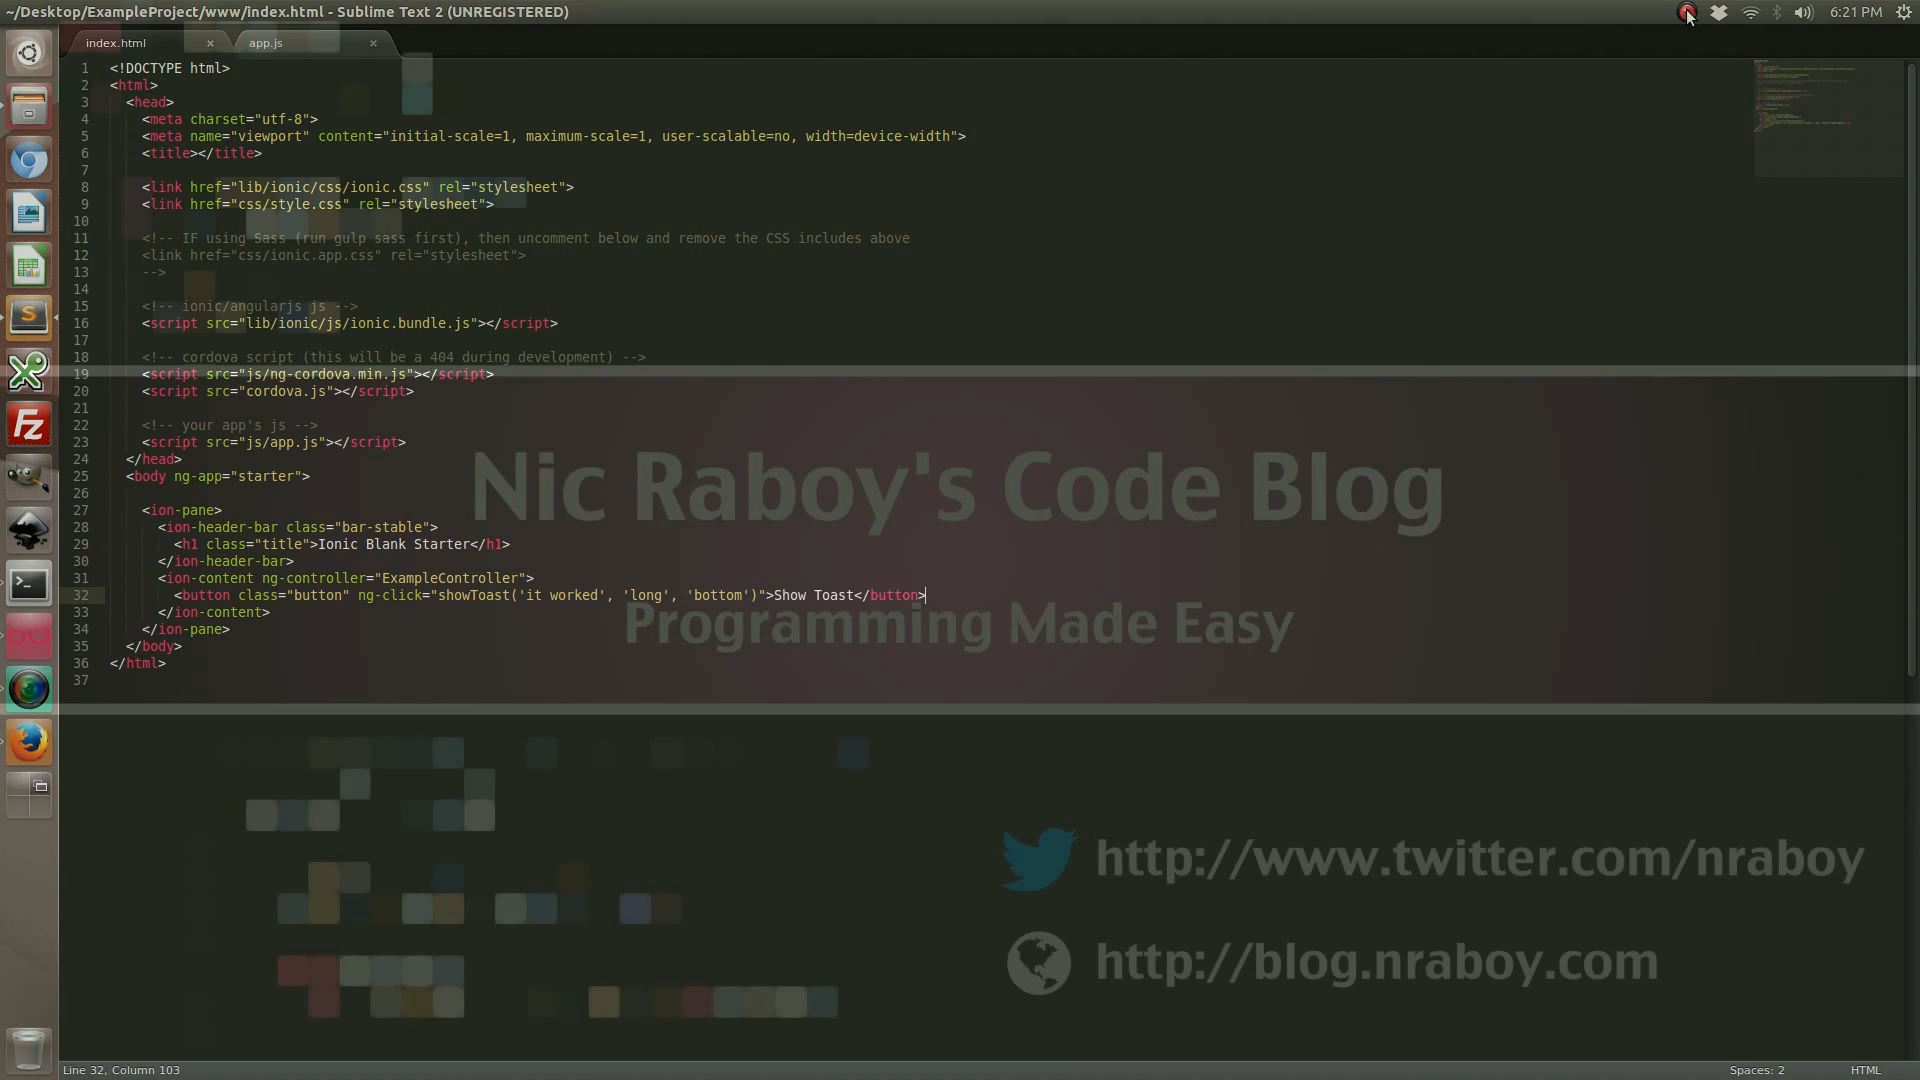 ~/Desktop/ExampleProject/www/index.html - Sublime Text 2 (UNREGISTERED)
6:21 PM
index.html × app.js ×
1 <!DOCTYPE html>
2 <html>
3 <head>
4 <meta charset="utf-8">
5 <meta name="viewport" content="initial-scale=1, maximum-scale=1, user-scalable=no, width=device-width">
6 <title></title>
7
8 <link href="lib/ionic/css/ionic.css" rel="stylesheet">
9 <link href="css/style.css" rel="stylesheet">
10
11 <!-- IF using Sass (run gulp sass first), then uncomment below and remove the CSS includes above
12 <link href="css/ionic.app.css" rel="stylesheet">
13 -->
14
15 <!-- ionic/angularjs js -->
16 <script src="lib/ionic/js/ionic.bundle.js"></script>
17
18 <!-- cordova script (this will be a 404 during development) -->
19 <script src="js/ng-cordova.min.js"></script>
20 <script src="cordova.js"></script>
21
22 <!-- your app's js -->
23 <script src="js/app.js"></script>
24 </head>
25 <body ng-app="starter">
26
27 <ion-pane>
28 <ion-header-bar class="bar-stable">
29 <h1 class="title">Ionic Blank Starter</h1>
30 </ion-header-bar>
31 <ion-content ng-controller="ExampleController">
32 <button class="button" ng-click="showToast('it worked', 'long', 'bottom')">Show Toast</button>
33 </ion-content>
34 </ion-pane>
35 </body>
36 </html>
37
Nic Raboy's Code Blog
Programming Made Easy
http://www.twitter.com/nraboy
http://blog.nraboy.com
Line 32, Column 103
Spaces: 2
HTML